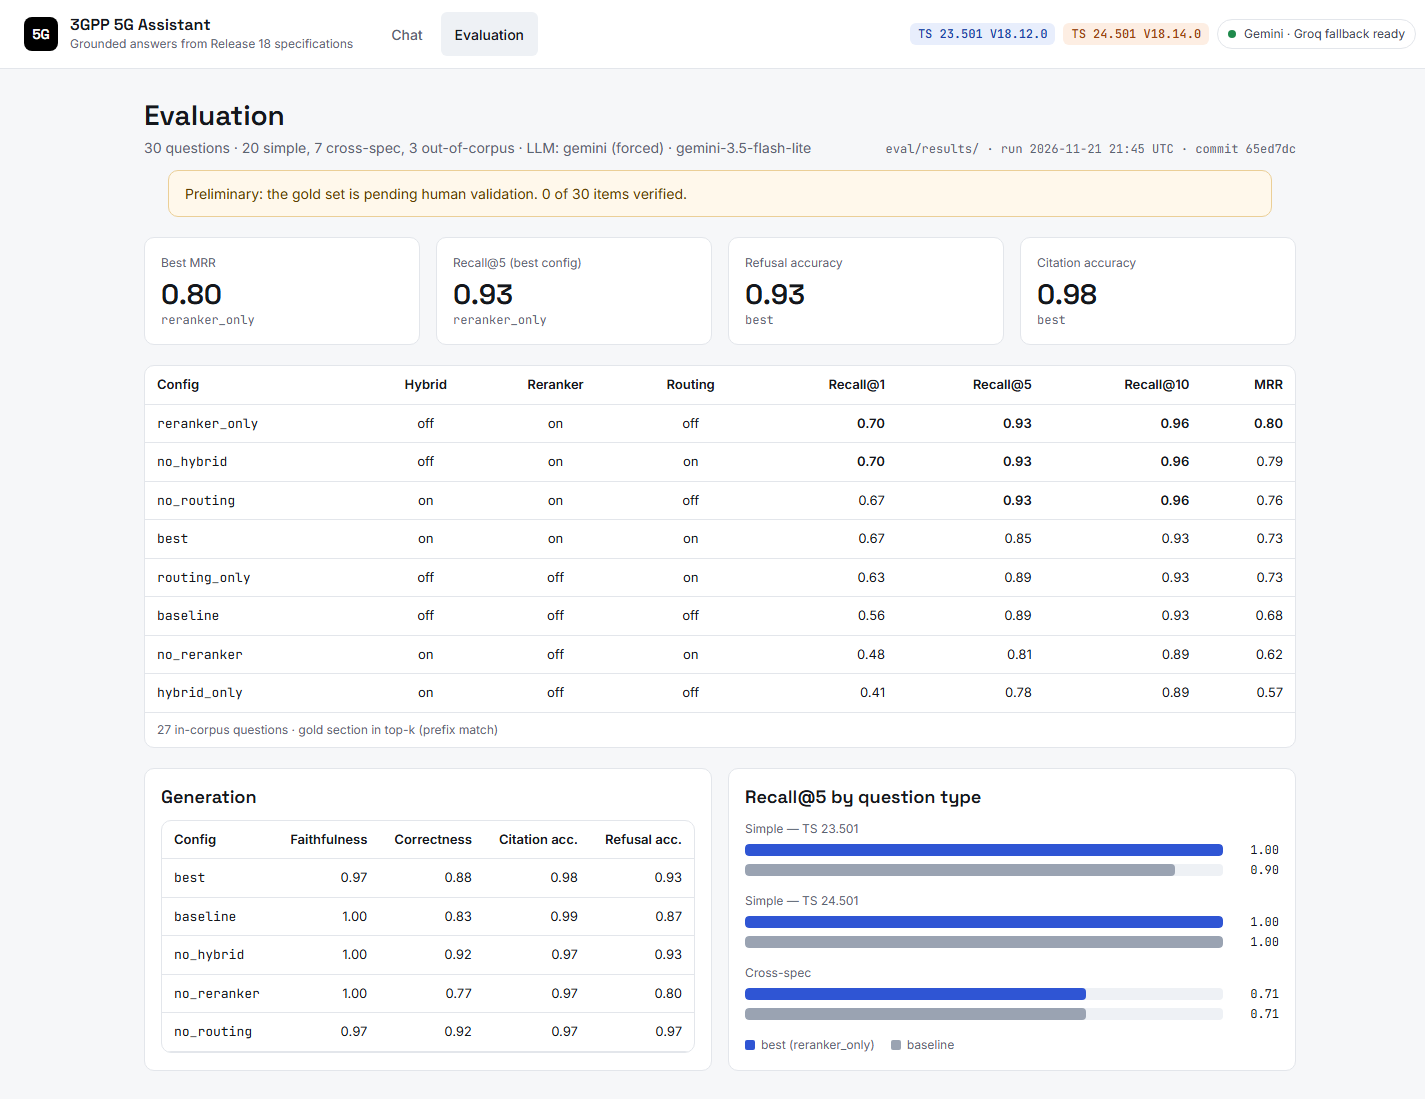 5G
3GPP 5G Assistant
Grounded answers from Release 18 specifications
Chat
Evaluation
TS 23.501 V18.12.0
TS 24.501 V18.14.0
Gemini · Groq fallback ready
Evaluation
30 questions · 20 simple, 7 cross-spec, 3 out-of-corpus · LLM: gemini (forced) · gemini-3.5-flash-lite
eval/results/ · run 2026-11-21 21:45 UTC · commit 65ed7dc
Preliminary: the gold set is pending human validation. 0 of 30 items verified.
Best MRR
0.80
reranker_only
Recall@5 (best config)
0.93
reranker_only
Refusal accuracy
0.93
best
Citation accuracy
0.98
best
Config Hybrid Reranker Routing Recall@1 Recall@5 Recall@10 MRR
reranker_only off on off 0.70 0.93 0.96 0.80
no_hybrid off on on 0.70 0.93 0.96 0.79
no_routing on on off 0.67 0.93 0.96 0.76
best on on on 0.67 0.85 0.93 0.73
routing_only off off on 0.63 0.89 0.93 0.73
baseline off off off 0.56 0.89 0.93 0.68
no_reranker on off on 0.48 0.81 0.89 0.62
hybrid_only on off off 0.41 0.78 0.89 0.57
27 in-corpus questions · gold section in top-k (prefix match)
Generation
Config Faithfulness Correctness Citation acc. Refusal acc.
best 0.97 0.88 0.98 0.93
baseline 1.00 0.83 0.99 0.87
no_hybrid 1.00 0.92 0.97 0.93
no_reranker 1.00 0.77 0.97 0.80
no_routing 0.97 0.92 0.97 0.97
Recall@5 by question type
Simple — TS 23.501
1.00
0.90
Simple — TS 24.501
1.00
1.00
Cross-spec
0.71
0.71
best (reranker_only) baseline